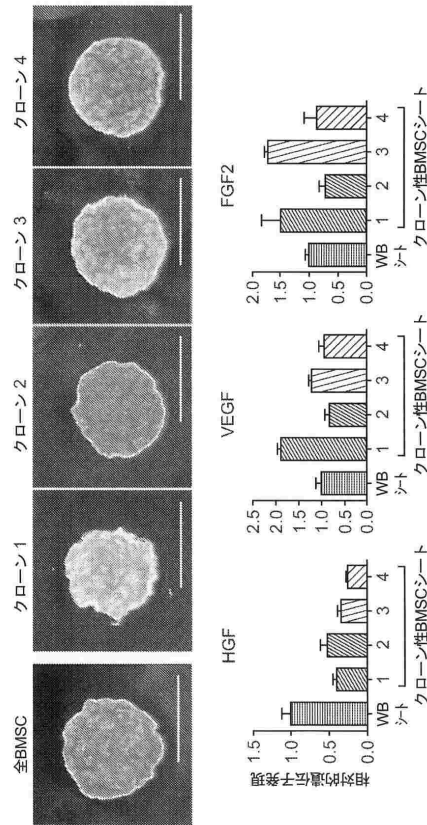 全BMSC
クローン 1
クローン 2
クローン 3
クローン 4
HGF
相対的遺伝子発現
1.5
1.0
0.5
0.0
WB
シート
1
2
3
4
クローン性BMSCシート
VEGF
2.5
2.0
1.5
1.0
0.5
0.0
WB
シート
1
2
3
4
クローン性BMSCシート
FGF2
2.0
1.5
1.0
0.5
0.0
WB
シート
1
2
3
4
クローン性BMSCシート